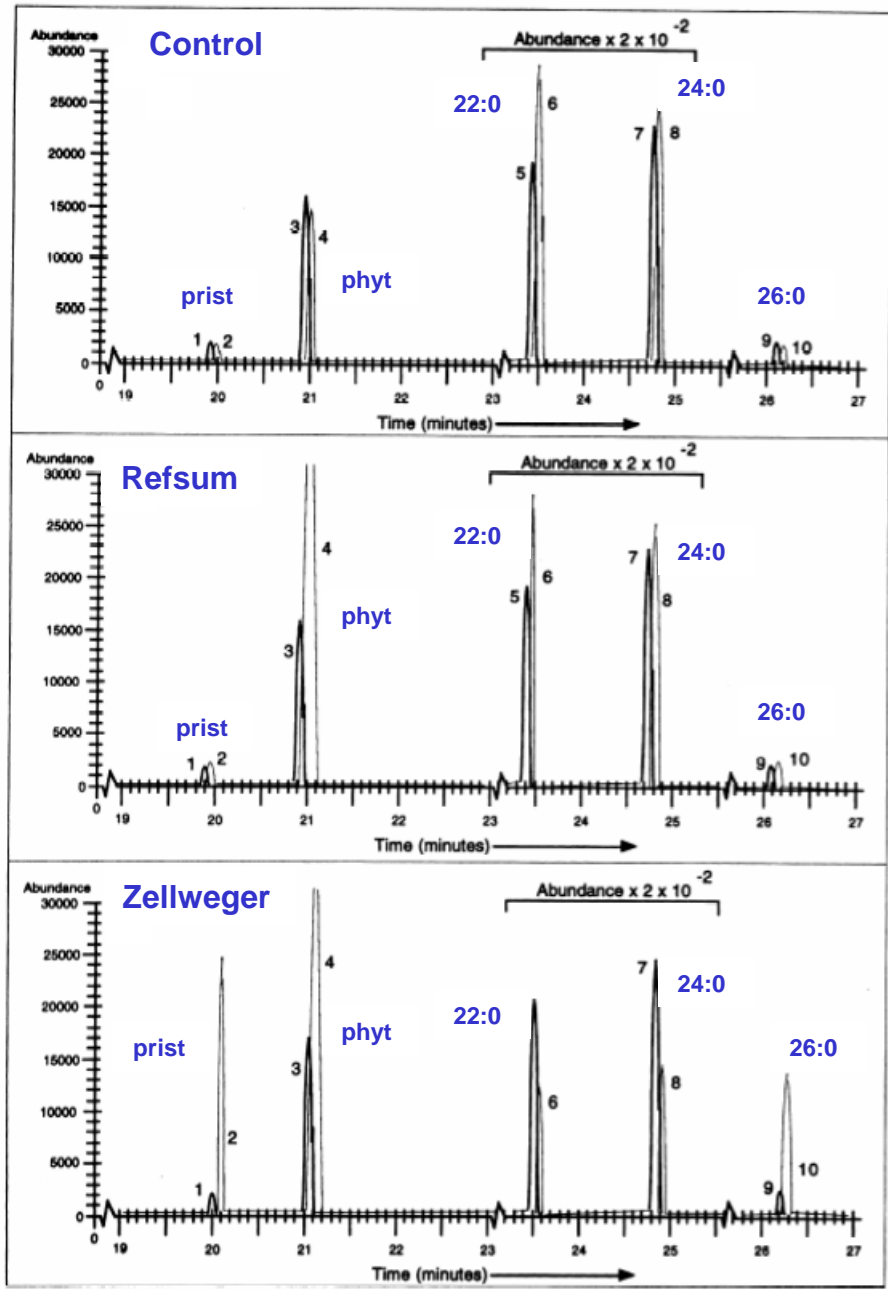 Abundance
Control
Abundance x 2 x 10 -2
30000
25000
20000
15000
10000
5000
0
0
prist
phyt
22:0
24:0
26:0
1 2
3 4
5 6
7 8
9 10
19 20 21 22 23 24 25 26 27
Time (minutes)
Abundance
Refsum
Abundance x 2 x 10 -2
30000
25000
20000
15000
10000
5000
0
0
prist
phyt
22:0
24:0
26:0
1 2
3 4
5 6
7 8
9 10
19 20 21 22 23 24 25 26 27
Time (minutes)
Abundance
Zellweger
Abundance x 2 x 10 -2
30000
25000
20000
15000
10000
5000
0
0
prist
phyt
22:0
24:0
26:0
1 2
3 4
6
7 8
9 10
19 20 21 22 23 24 25 26 27
Time (minutes)